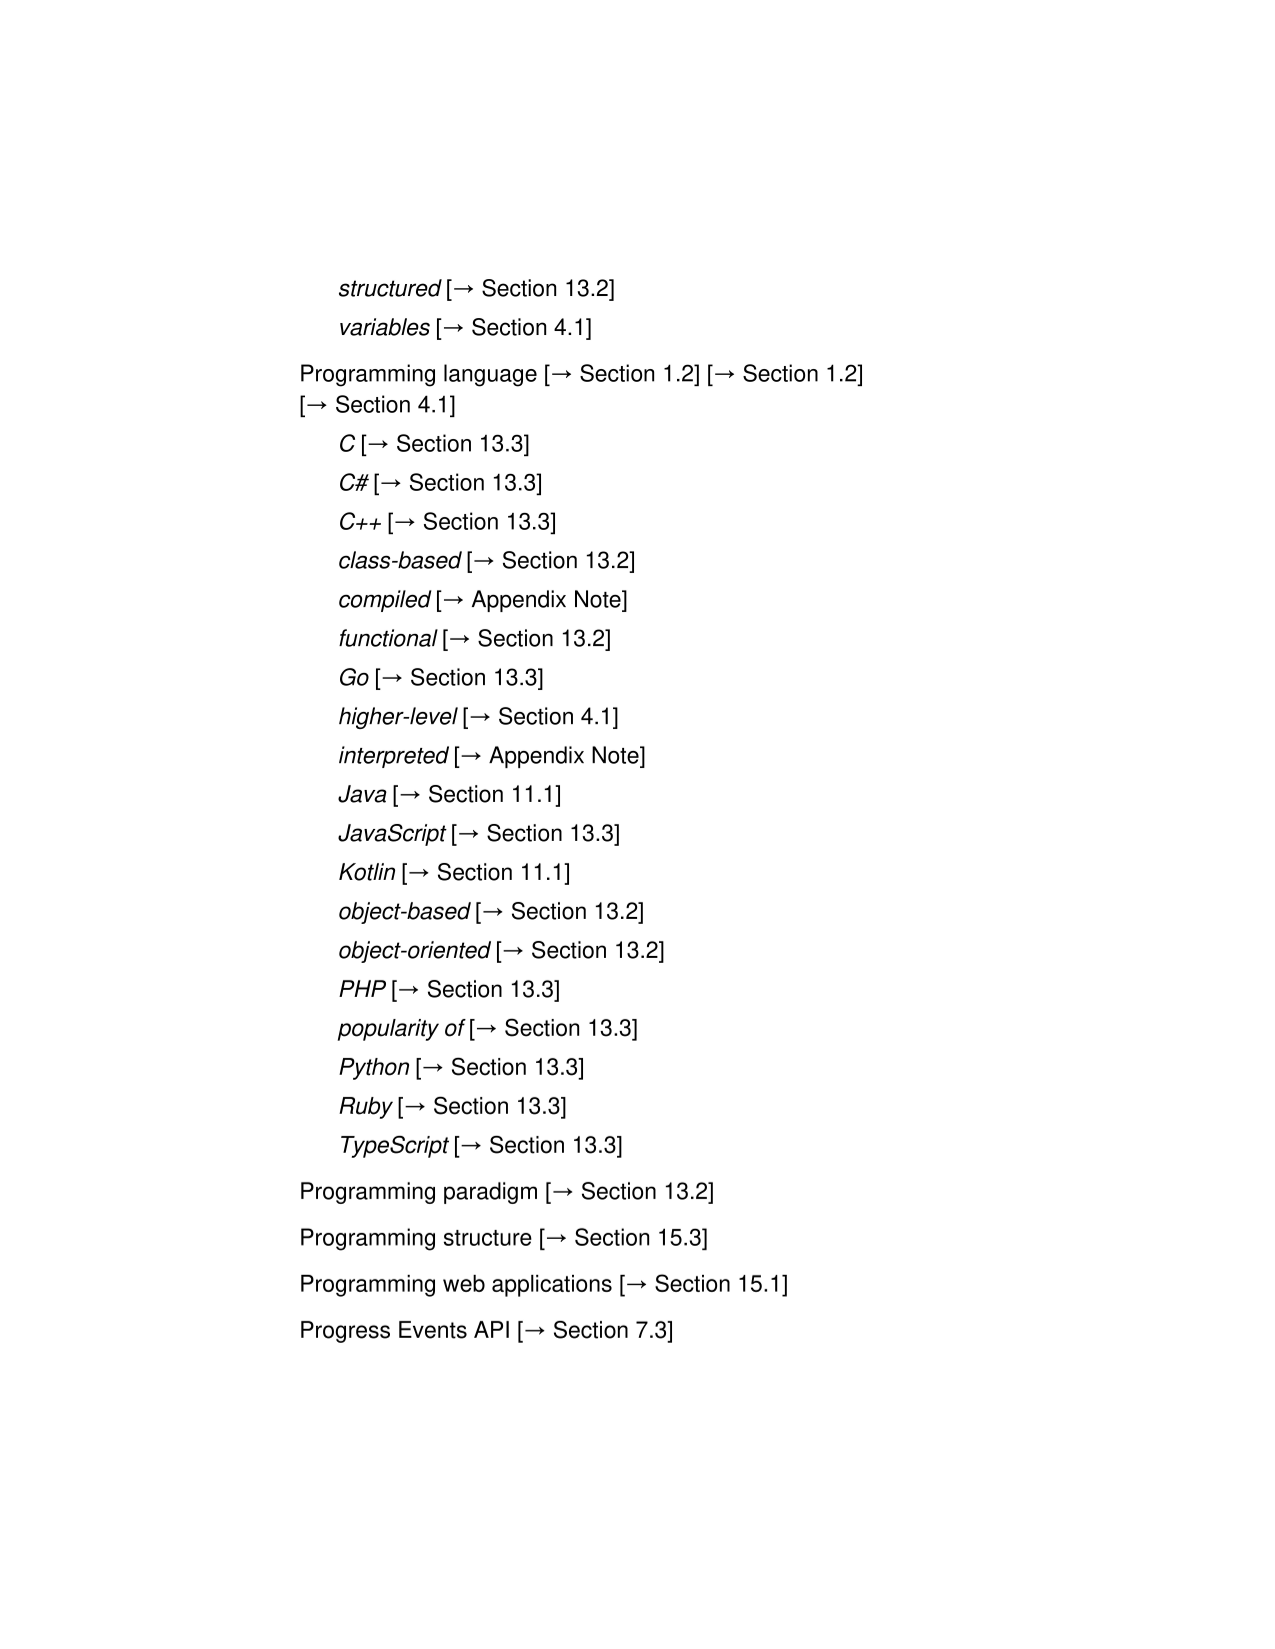 structured [→ Section 13.2]
variables [→ Section 4.1]
Programming language [→ Section 1.2] [→ Section 1.2]
[→ Section 4.1]
C [→ Section 13.3]
C# [→ Section 13.3]
C++ [→ Section 13.3]
class-based [→ Section 13.2]
compiled [→ Appendix Note]
functional [→ Section 13.2]
Go [→ Section 13.3]
higher-level [→ Section 4.1]
interpreted [→ Appendix Note]
Java [→ Section 11.1]
JavaScript [→ Section 13.3]
Kotlin [→ Section 11.1]
object-based [→ Section 13.2]
object-oriented [→ Section 13.2]
PHP [→ Section 13.3]
popularity of [→ Section 13.3]
Python [→ Section 13.3]
Ruby [→ Section 13.3]
TypeScript [→ Section 13.3]
Programming paradigm [→ Section 13.2]
Programming structure [→ Section 15.3]
Programming web applications [→ Section 15.1]
Progress Events API [→ Section 7.3]